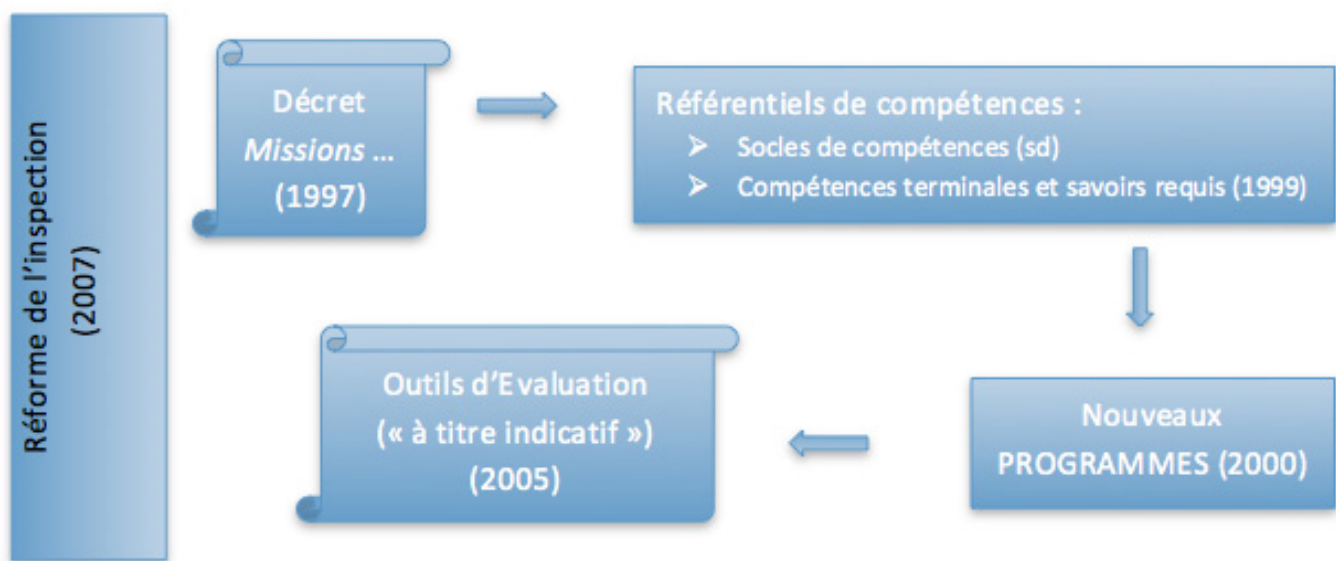 Réforme de l'inspection
(2007)
Décret
Missions ...
(1997)
Référentiels de compétences :
➢ Socles de compétences (sd)
➢ Compétences terminales et savoirs requis (1999)
Outils d'Evaluation
(« à titre indicatif »)
(2005)
Nouveaux
PROGRAMMES (2000)